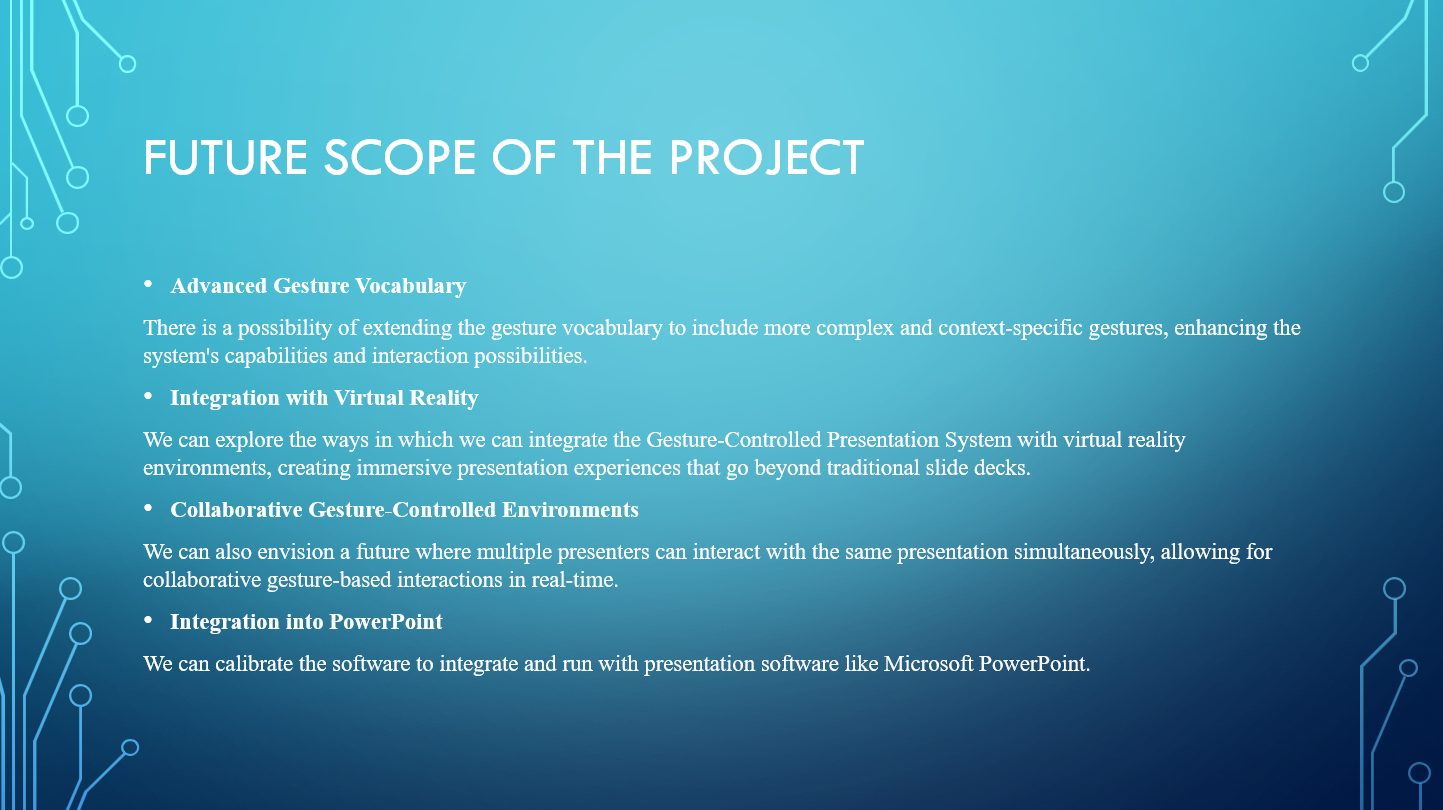 FUTURE SCOPE OF THE PROJECT
• Advanced Gesture Vocabulary
There is a possibility of extending the gesture vocabulary to include more complex and context-specific gestures, enhancing the
system's capabilities and interaction possibilities.
• Integration with Virtual Reality
We can explore the ways in which we can integrate the Gesture-Controlled Presentation System with virtual reality
environments, creating immersive presentation experiences that go beyond traditional slide decks.
• Collaborative Gesture-Controlled Environments
We can also envision a future where multiple presenters can interact with the same presentation simultaneously, allowing for
collaborative gesture-based interactions in real-time.
• Integration into PowerPoint
We can calibrate the software to integrate and run with presentation software like Microsoft PowerPoint.